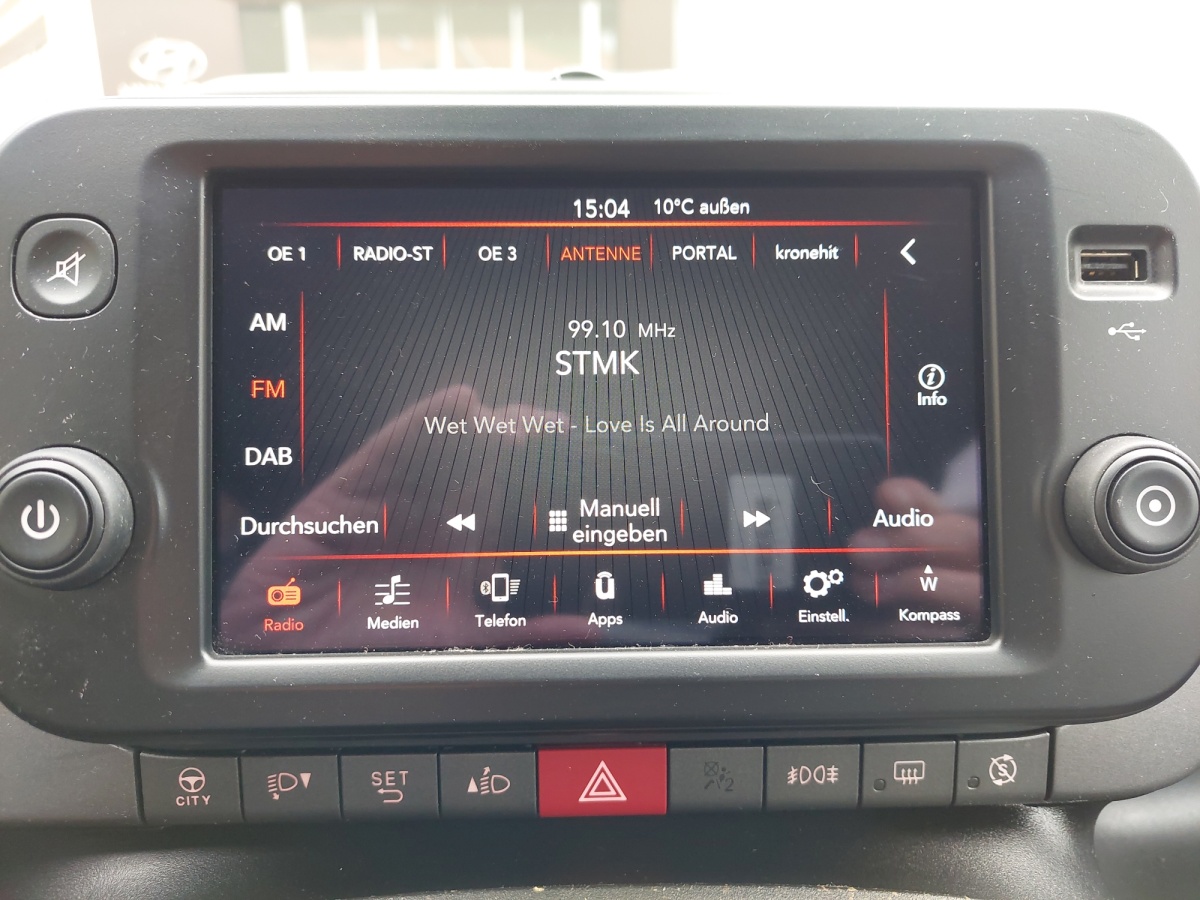 15:04 10°C außen
OE 1 RADIO-ST OE 3 ANTENNE PORTAL kronehit
AM
99.10 MHz
STMK
FM
Info
Wet Wet Wet - Love Is All Around
DAB
Durchsuchen
Manuell
eingeben
Audio
W
Radio Medien Telefon Apps Audio Einstell. Kompass
CITY
SET
2